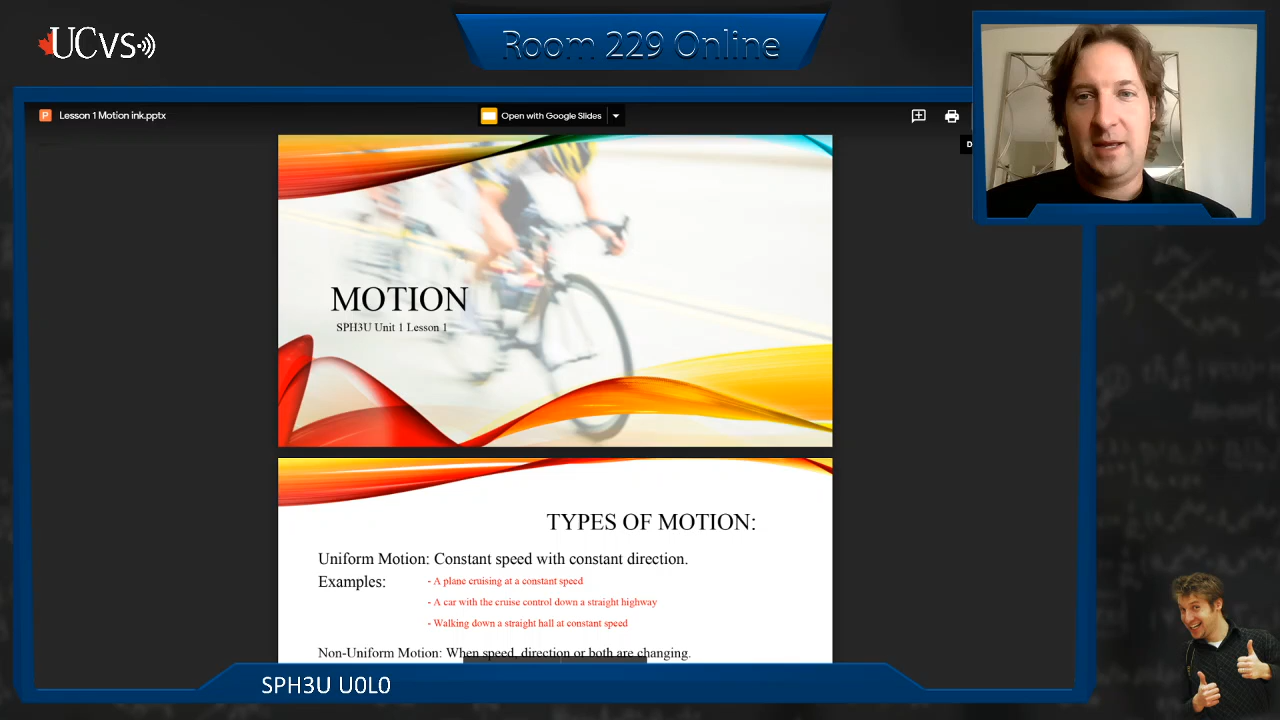 UCvs
Room 229 Online
Lesson 1 Motion ink.pptx
Open with Google Slides
D
MOTION
SPH3U Unit 1 Lesson 1
TYPES OF MOTION:
Uniform Motion: Constant speed with constant direction.
Examples:
- A plane cruising at a constant speed
- A car with the cruise control down a straight highway
- Walking down a straight hall at constant speed
Non-Uniform Motion: When speed, direction or both are changing.
SPH3U U0L0